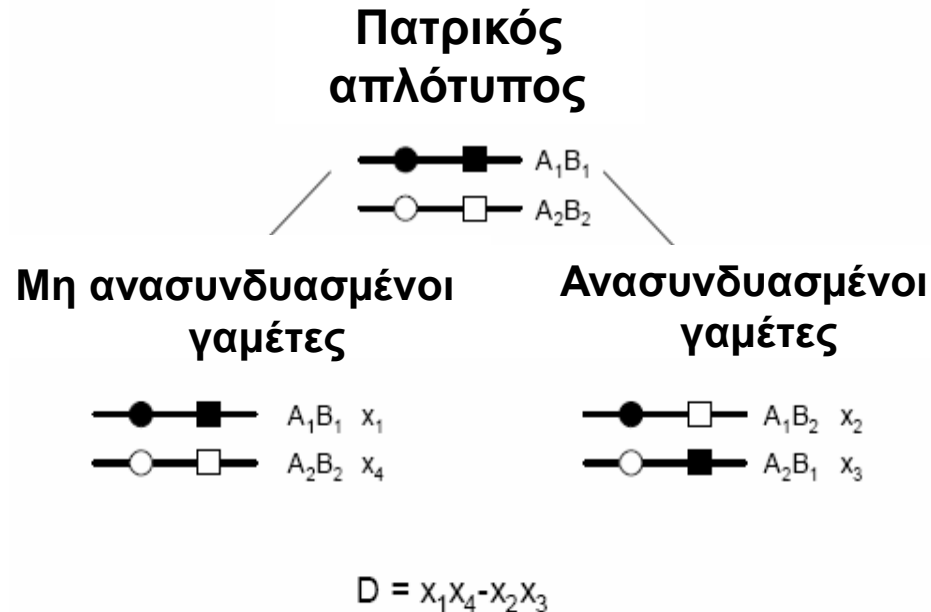 Πατρικός
απλότυπος
A₁B₁
A₂B₂
Μη ανασυνδυασμένοι
γαμέτες
Ανασυνδυασμένοι
γαμέτες
A₁B₁ x₁
A₂B₂ x₄
A₁B₂ x₂
A₂B₁ x₃
D = x₁x₄-x₂x₃